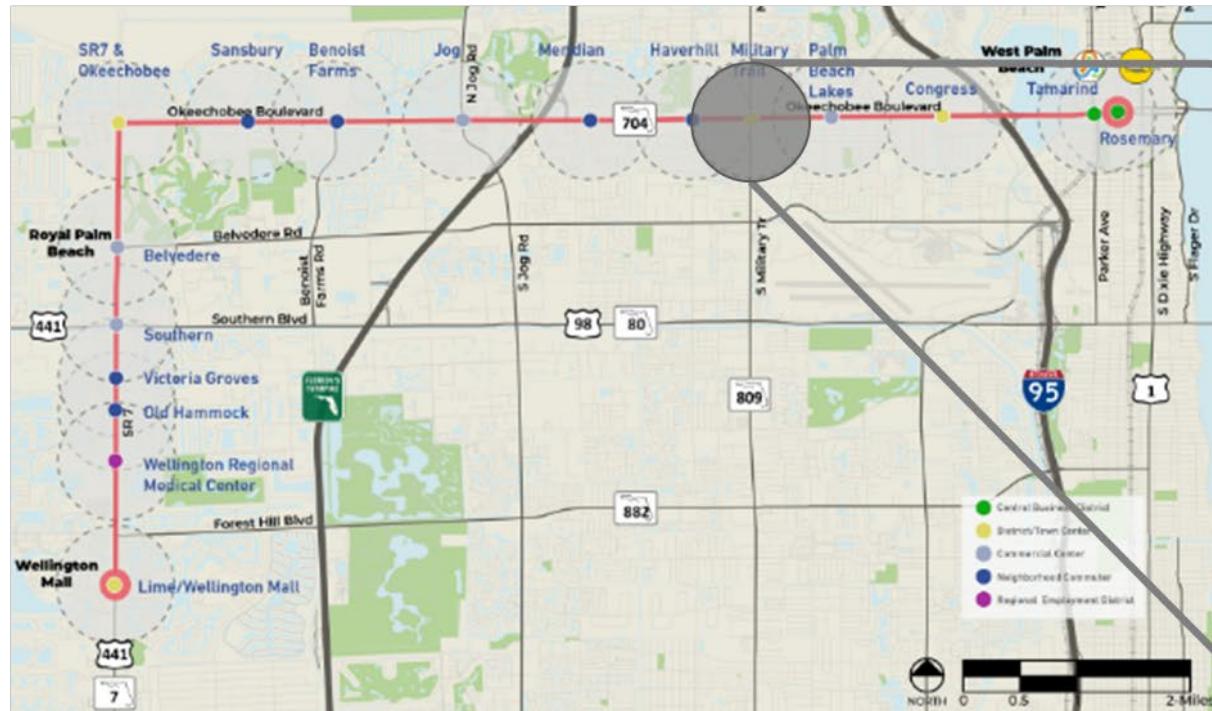 SR7 &
Okeechobee
Sansbury
Benoist
Farms
Jog
N Jog Rd
Meridian
Haverhill
Military
Trail
Palm
Beach
Lakes
Congress
West Palm
Beach
Tamarind
Rosemary
Okeechobee Boulevard
704
Okeechobee Boulevard
Royal Palm
Beach
Belvedere Rd
Belvedere
Benoist
Farms Rd
S Jog Rd
S Military Tr
Parker Ave
S Dixie Highway
S Flager Dr
441
Southern Blvd
98
80
Southern
Victoria Groves
Old Hammock
SR 7
809
95
1
Wellington Regional
Medical Center
882
Forest Hill Blvd
Central Business District
District/Town Center
Commercial Center
Neighborhood Commuter
Regional Employment District
Wellington
Mall
Lime/Wellington Mall
441
7
NORTH
0 0.5 2-Miles